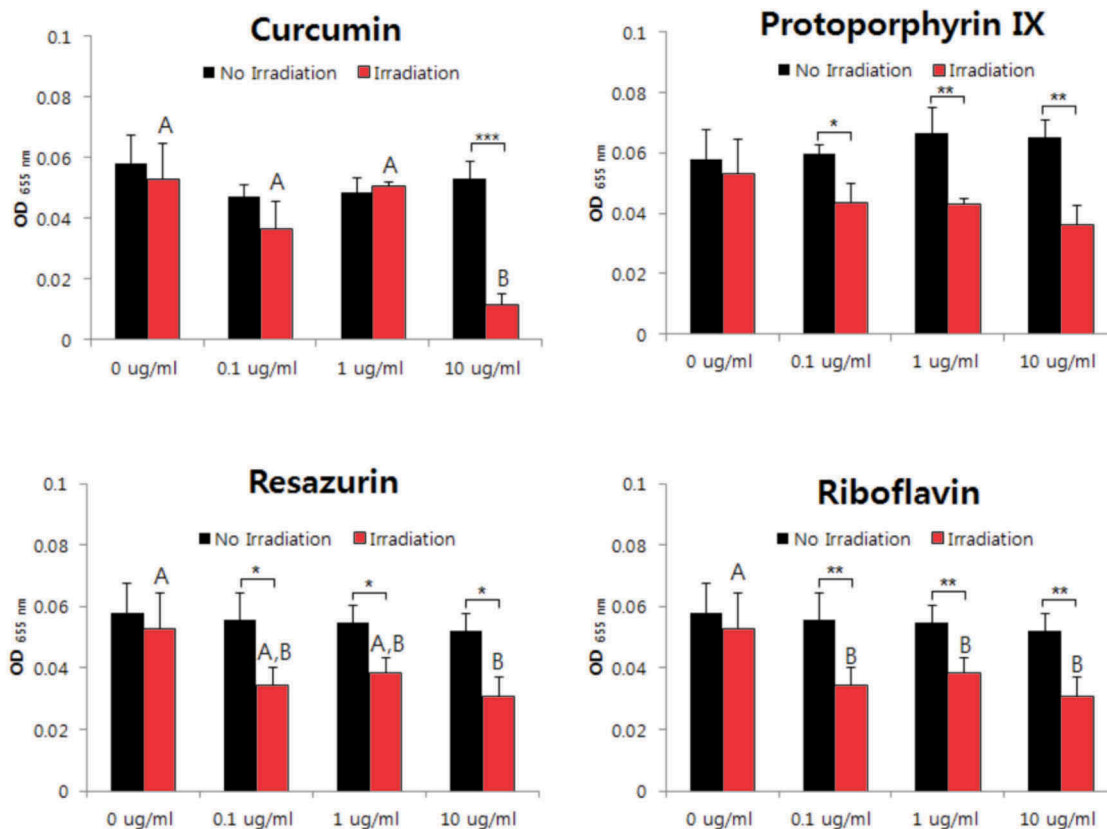 Curcumin
No Irradiation Irradiation
OD 655 nm
0.1
0.08
0.06
0.04
0.02
0
A
A
A
***
B
0 ug/ml 0.1 ug/ml 1 ug/ml 10 ug/ml
Protoporphyrin IX
No Irradiation Irradiation
OD 655 nm
0.1
0.08
0.06
0.04
0.02
0
*
**
**
0 ug/ml 0.1 ug/ml 1 ug/ml 10 ug/ml
Resazurin
No Irradiation Irradiation
OD 655 nm
0.1
0.08
0.06
0.04
0.02
0
A
*
A,B
*
A,B
*
B
0 ug/ml 0.1 ug/ml 1 ug/ml 10 ug/ml
Riboflavin
No Irradiation Irradiation
OD 655 nm
0.1
0.08
0.06
0.04
0.02
0
A
**
B
**
B
**
B
0 ug/ml 0.1 ug/ml 1 ug/ml 10 ug/ml